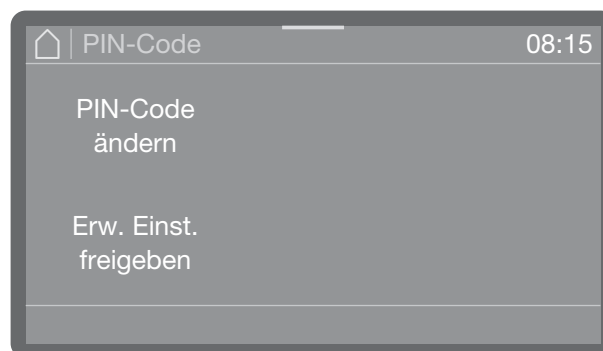 PIN-Code 08:15
PIN-Code
ändern
Erw. Einst.
freigeben